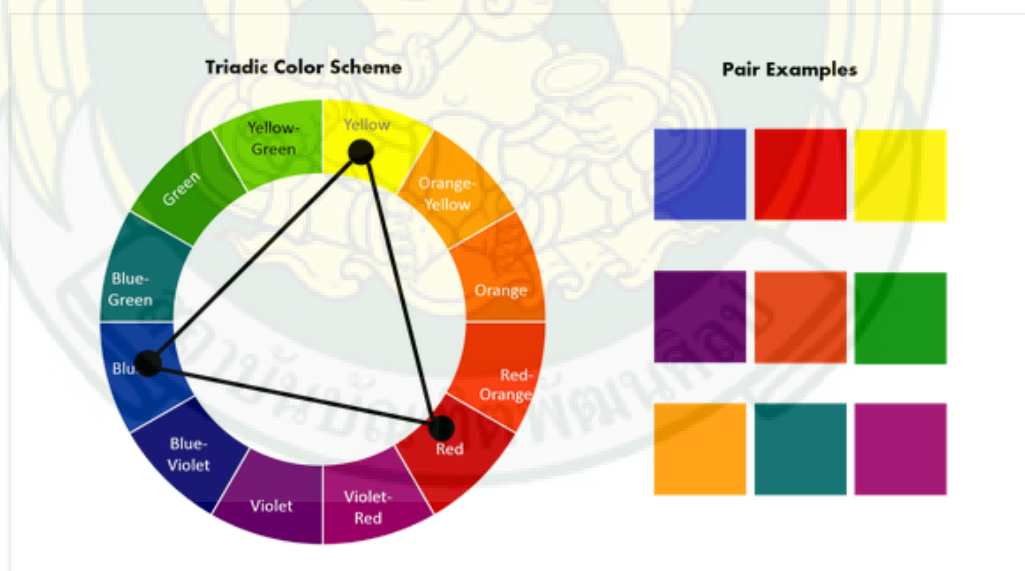 Triadic Color Scheme
Pair Examples
Yellow-
Green
Yellow
Green
Orange-
Yellow
Blue-
Green
Orange
Blu
Red-
Orange
Blue-
Violet
Red
Violet
Violet-
Red